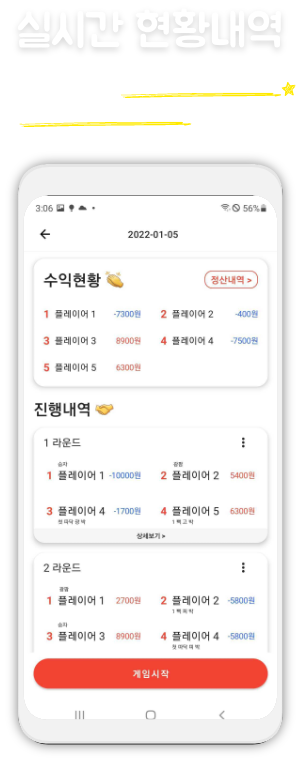 실시간 현황내역
3:06 56%
2022-01-05
수익현황 정산내역 >
1 플레이어 1 -7300원 2 플레이어 2 -400원
3 플레이어 3 8900원 4 플레이어 4 -7500원
5 플레이어 5 6300원
진행내역
1 라운드
승자 광팜
1 플레이어 1 -10000원 2 플레이어 2 5400원
3 플레이어 4 -1700원 4 플레이어 5 6300원
첫따닥 광박 1뻑 고박
상세보기 >
2 라운드
광팜
1 플레이어 1 2700원 2 플레이어 2 -5800원
1뻑 피박
승자
3 플레이어 3 8900원 4 플레이어 4 -5800원
첫따닥 피박
게임시작